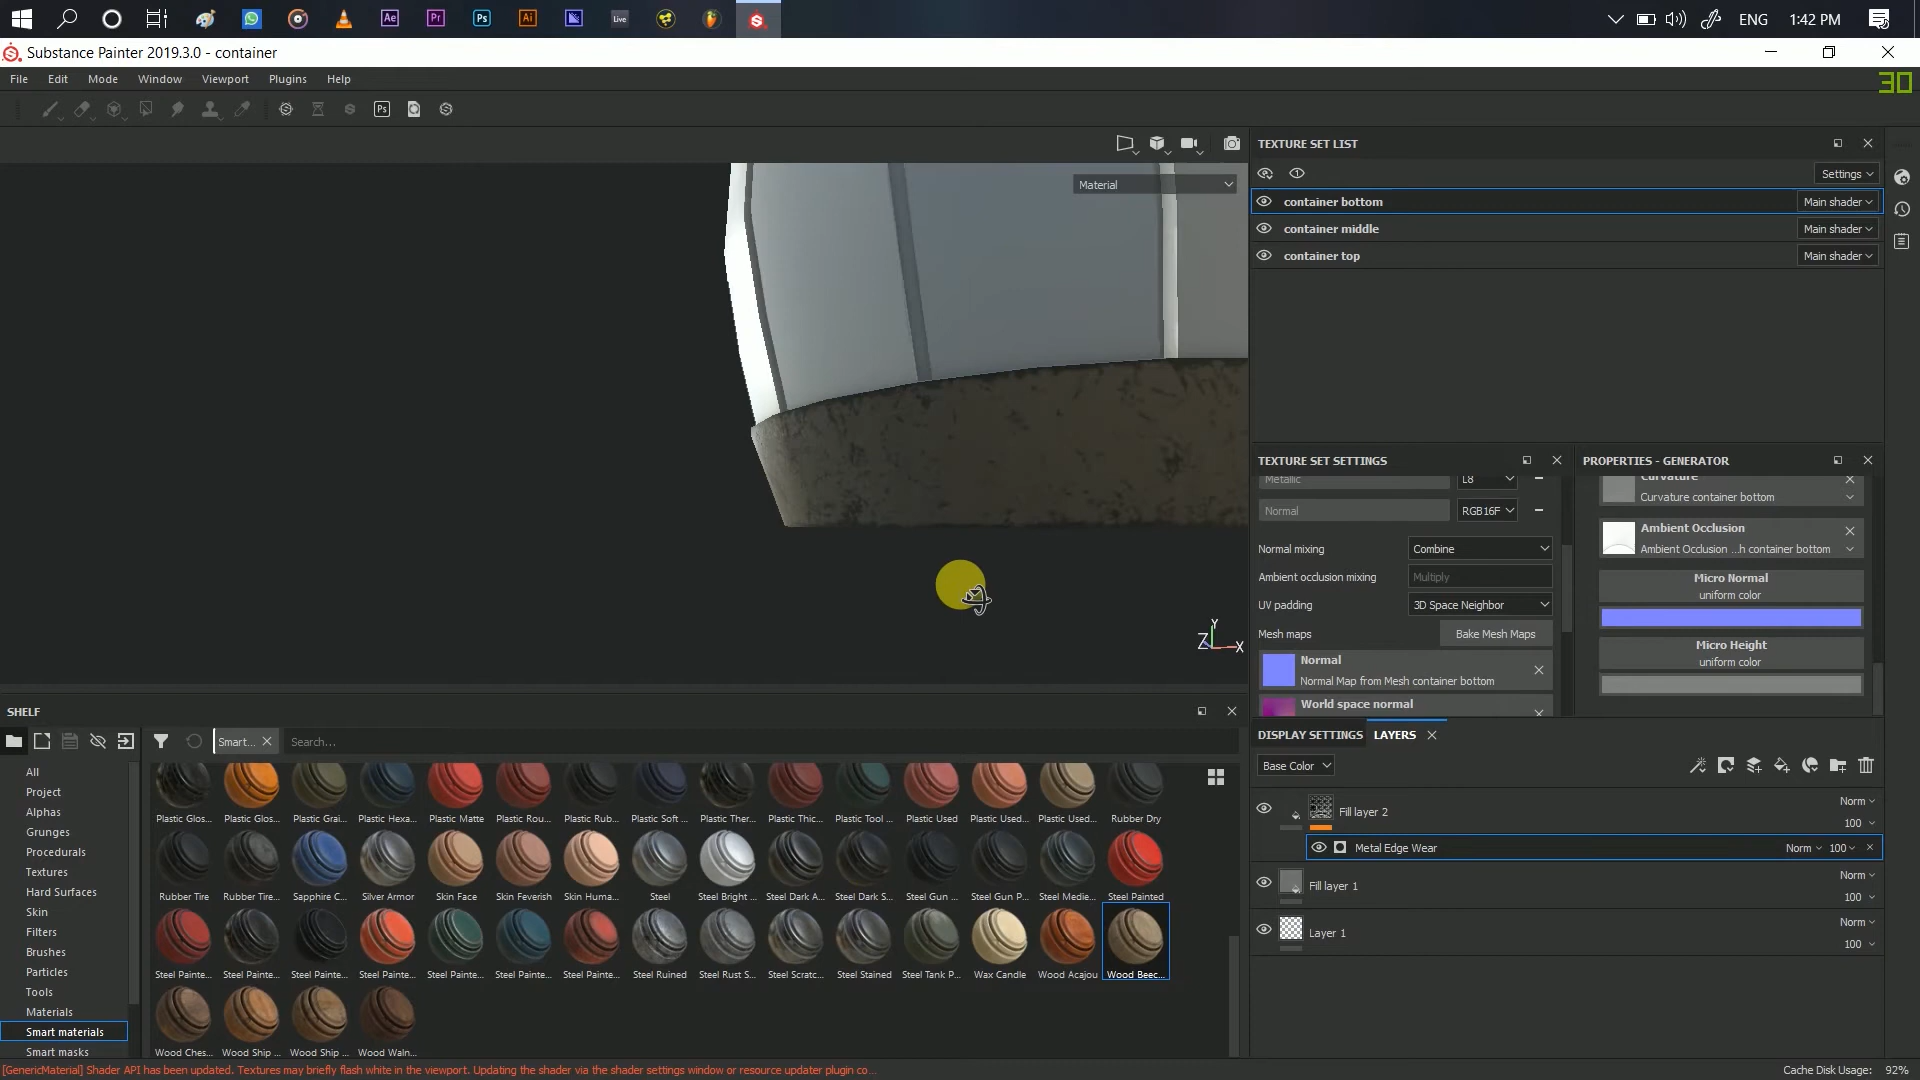 Ae
Pr
Ps
Ai
Live
ENG
1:42 PM
Substance Painter 2019.3.0 - container
File
Edit
Mode
Window
Viewport
Plugins
Help
30
Ps
Material
TEXTURE SET LIST
Settings
container bottom
Main shader
container middle
Main shader
container top
Main shader
TEXTURE SET SETTINGS
Metallic
L8
Normal
RGB16F
Normal mixing
Combine
Ambient occlusion mixing
Multiply
UV padding
3D Space Neighbor
Mesh maps
Bake Mesh Maps
Normal
Normal Map from Mesh container bottom
World space normal
PROPERTIES - GENERATOR
Curvature
Curvature container bottom
Ambient Occlusion
Ambient Occlusion ...h container bottom
Micro Normal
uniform color
Micro Height
uniform color
Y
Z
X
SHELF
Smart...
Search...
All
Project
Alphas
Grunges
Procedurals
Textures
Hard Surfaces
Skin
Filters
Brushes
Particles
Tools
Materials
Smart materials
Smart masks
Plastic Glos... Plastic Glos... Plastic Grai... Plastic Hexa... Plastic Matte Plastic Rou... Plastic Rub... Plastic Soft ... Plastic Ther... Plastic Thic... Plastic Tool ... Plastic Used Plastic Used... Plastic Used... Rubber Dry
Rubber Tire Rubber Tire... Sapphire C... Silver Armor Skin Face Skin Feverish Skin Huma... Steel Steel Bright ... Steel Dark A... Steel Dark S... Steel Gun ... Steel Gun P... Steel Medie... Steel Painted
Steel Painte... Steel Painte... Steel Painte... Steel Painte... Steel Painte... Steel Painte... Steel Painte... Steel Ruined Steel Rust S... Steel Scratc... Steel Stained Steel Tank P... Wax Candle Wood Acajou Wood Beec...
Wood Ches... Wood Ship ... Wood Ship ... Wood Waln...
DISPLAY SETTINGS
LAYERS
Base Color
Fill layer 2
Norm
100
Metal Edge Wear
Norm
100
Fill layer 1
Norm
100
Layer 1
Norm
100
[GenericMaterial] Shader API has been updated. Textures may briefly flash white in the viewport. Updating the shader via the shader settings window or resource updater plugin co...
Cache Disk Usage: 92%